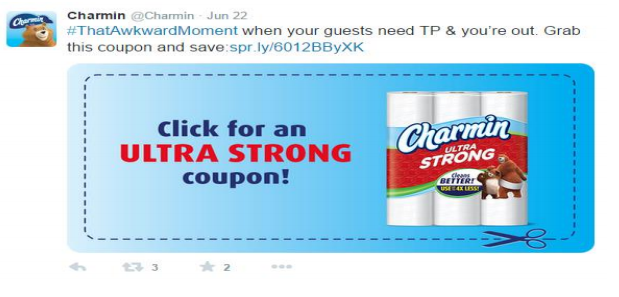 Charmin @Charmin · Jun 22
#ThatAwkwardMoment when your guests need TP & you're out. Grab
this coupon and save:spr.ly/6012BByXK
Charmin
Click for an
ULTRA STRONG
coupon!
Charmin
ULTRA
STRONG
Cleans
BETTER!
USE 4X LESS!
3
2